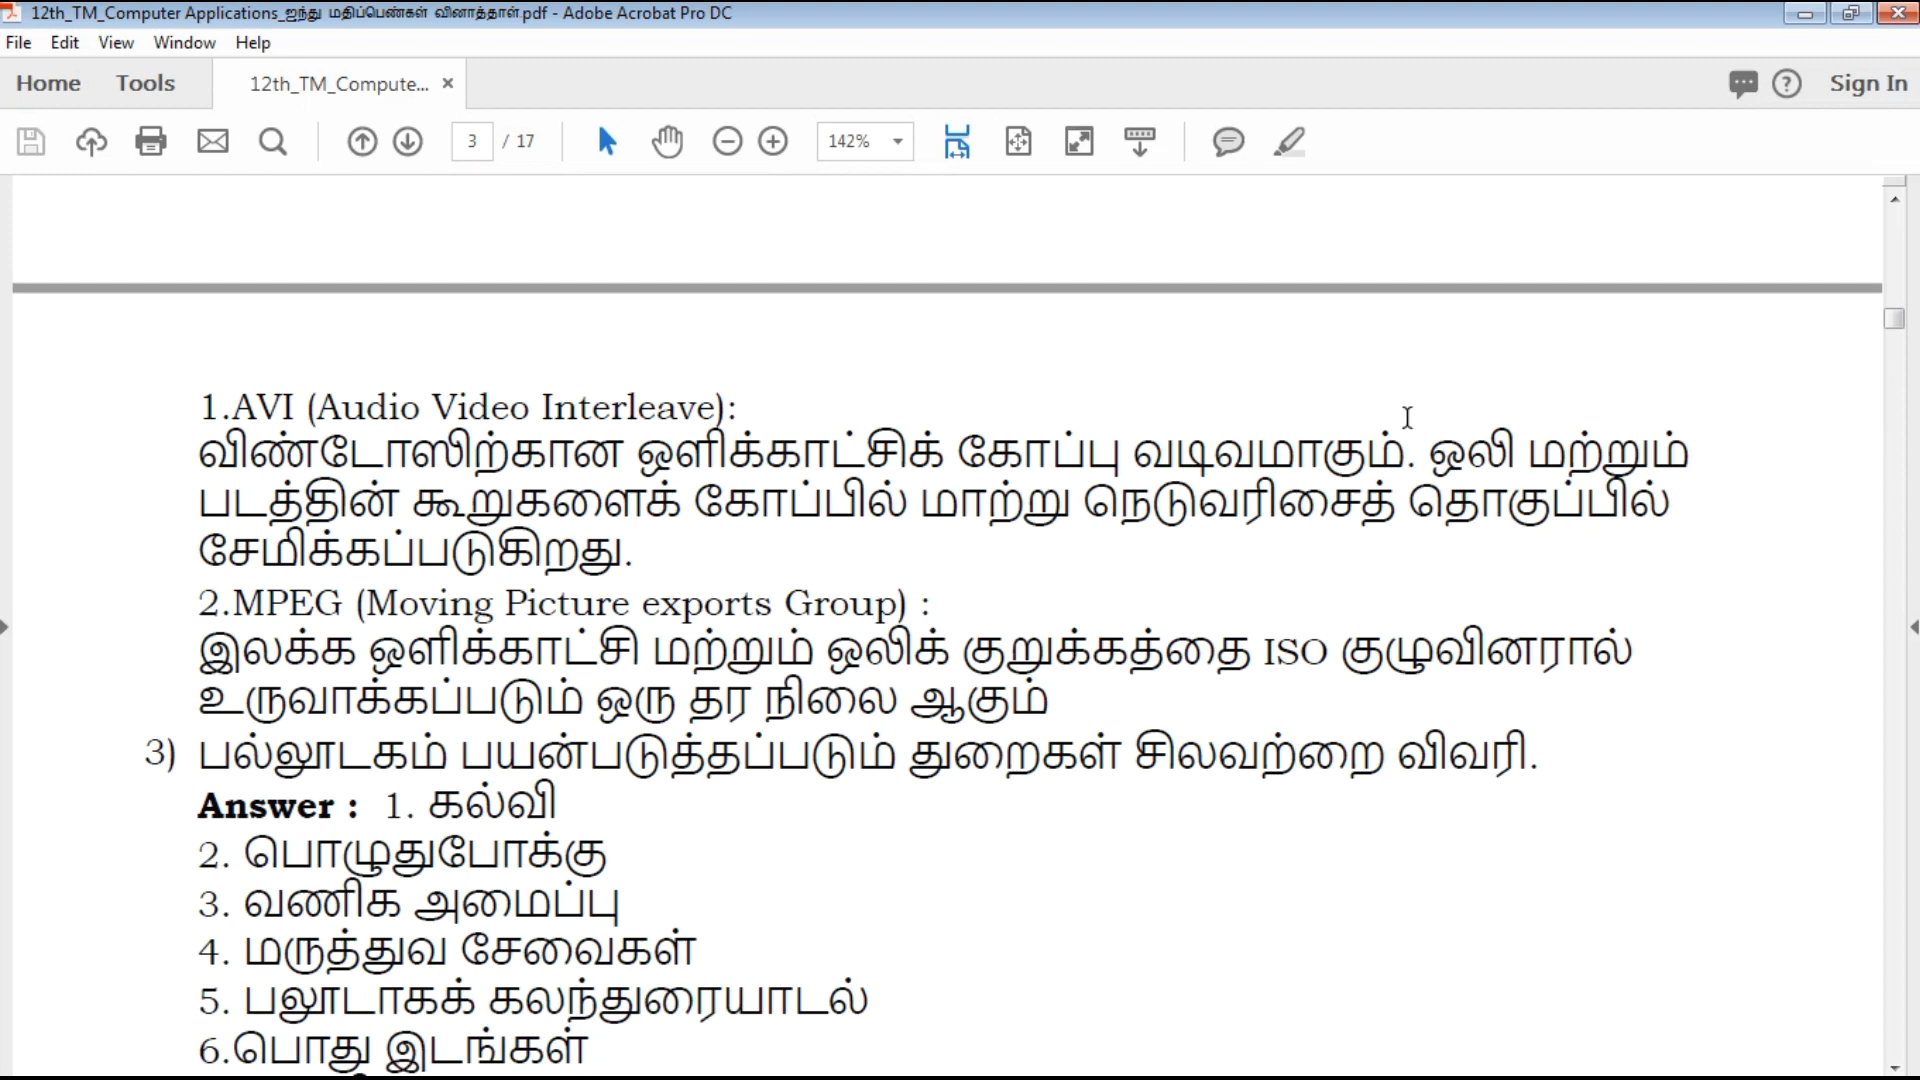 12th_TM_Computer Applications_ஐந்து மதிப்பெண்கள் வினாத்தாள்.pdf - Adobe Acrobat Pro DC
File Edit View Window Help
Home Tools 12th_TM_Compute... × Sign In
3 / 17 142%
1.AVI (Audio Video Interleave):
விண்டோஸிற்கான ஒளிக்காட்சிக் கோப்பு வடிவமாகும். ஒலி மற்றும்
படத்தின் கூறுகளைக் கோப்பில் மாற்று நெடுவரிசைத் தொகுப்பில்
சேமிக்கப்படுகிறது.
2.MPEG (Moving Picture exports Group) :
இலக்க ஒளிக்காட்சி மற்றும் ஒலிக் குறுக்கத்தை ISO குழுவினரால்
உருவாக்கப்படும் ஒரு தர நிலை ஆகும்
3) பல்லூடகம் பயன்படுத்தப்படும் துறைகள் சிலவற்றை விவரி.
Answer : 1. கல்வி
2. பொழுதுபோக்கு
3. வணிக அமைப்பு
4. மருத்துவ சேவைகள்
5. பலூடாகக் கலந்துரையாடல்
6.பொது இடங்கள்